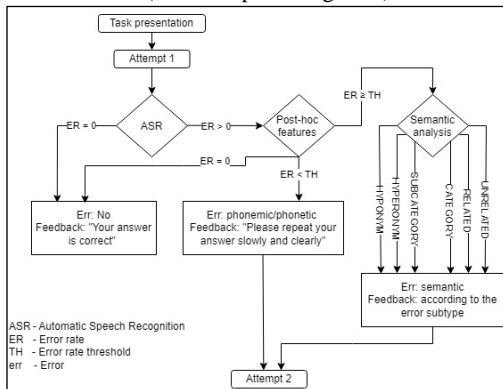 Task presentation
Attempt 1
ASR
ER = 0
ER > 0
Post-hoc
features
ER ≥ TH
Semantic
analysis
ER = 0
ER < TH
HYPONYM
HYPERONYM
SUBCATEGORY
CATEGORY
RELATED
UNRELATED
Err: No
Feedback: "Your answer
is correct"
Err: phonemic/phonetic
Feedback: "Please repeat your
answer slowly and clearly"
Err: semantic
Feedback: according to the
error subtype
ASR - Automatic Speech Recognition
ER - Error rate
TH - Error rate threshold
err - Error
Attempt 2